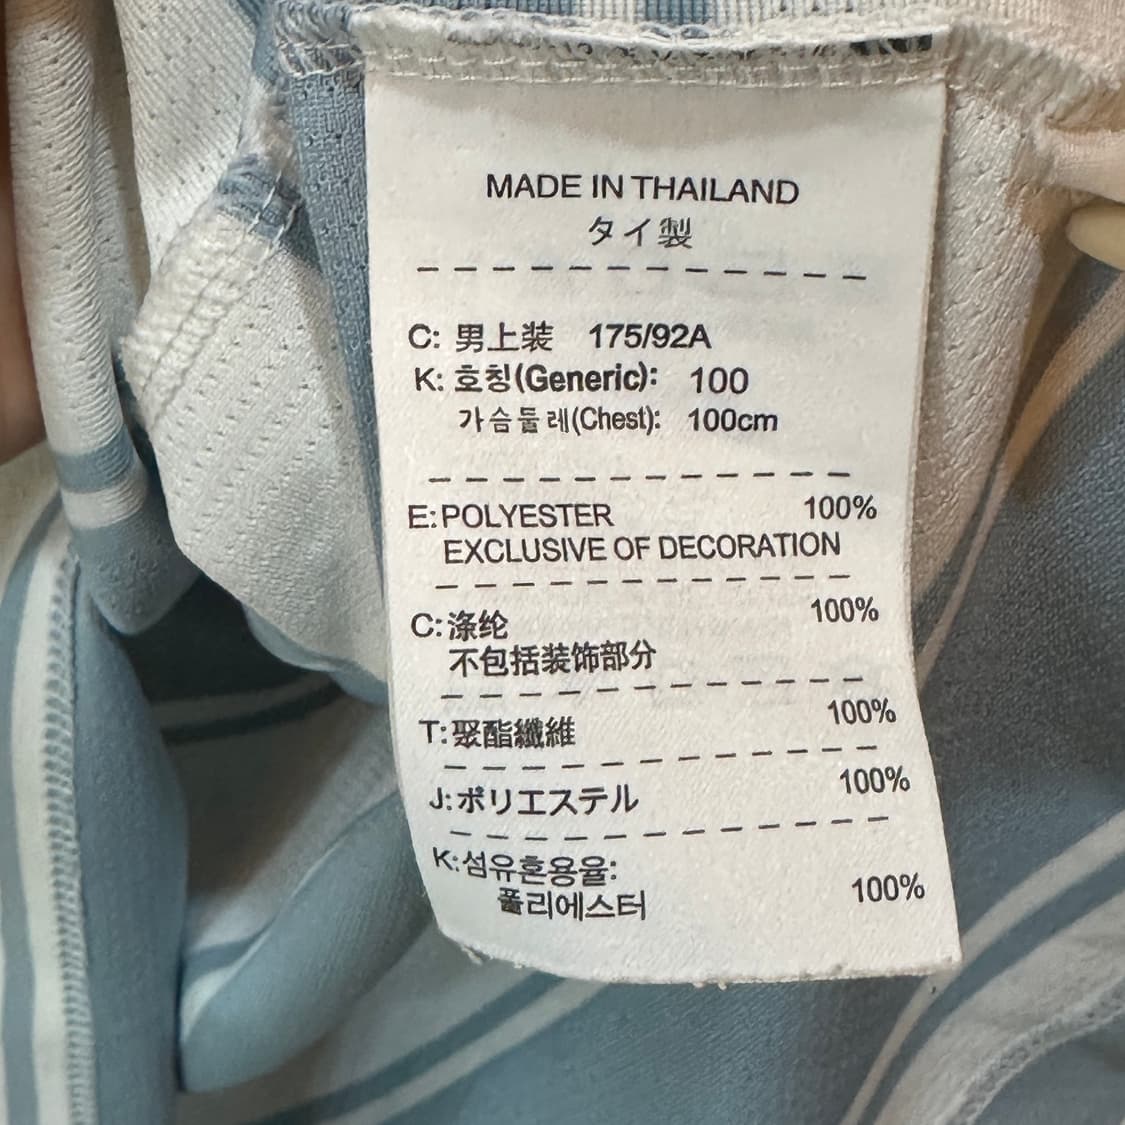 MADE IN THAILAND
タイ製
C: 男上装 175/92A
K: 호칭(Generic): 100
가슴둘레(Chest): 100cm
E: POLYESTER 100%
EXCLUSIVE OF DECORATION
C: 涤纶 100%
不包括装饰部分
T: 聚酯纖維 100%
J: ポリエステル 100%
K: 섬유혼용율:
폴리에스터 100%